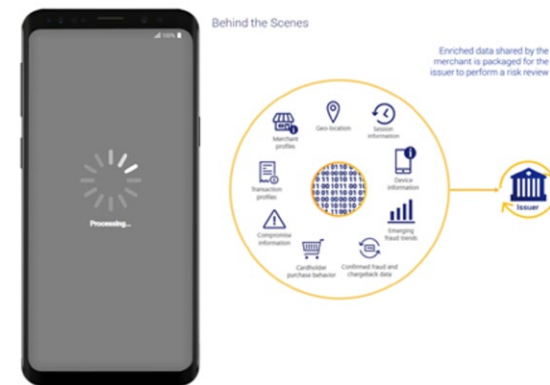 Behind the Scenes
100%
Enriched data shared by the
merchant is packaged for the
issuer to perform a risk review
Geo-location
Merchant
profiles
Session
information
Transaction
profiles
Device
information
Processing...
Issuer
Compromise
information
Emerging
fraud trends
Cardholder
purchase behavior
Confirmed fraud and
chargeback data